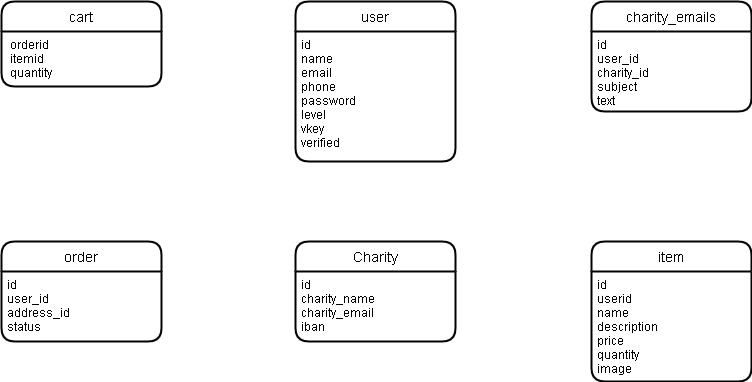 cart
orderid
itemid
quantity
user
id
name
email
phone
password
level
vkey
verified
charity_emails
id
user_id
charity_id
subject
text
order
id
user_id
address_id
status
Charity
id
charity_name
charity_email
iban
item
id
userid
name
description
price
quantity
image